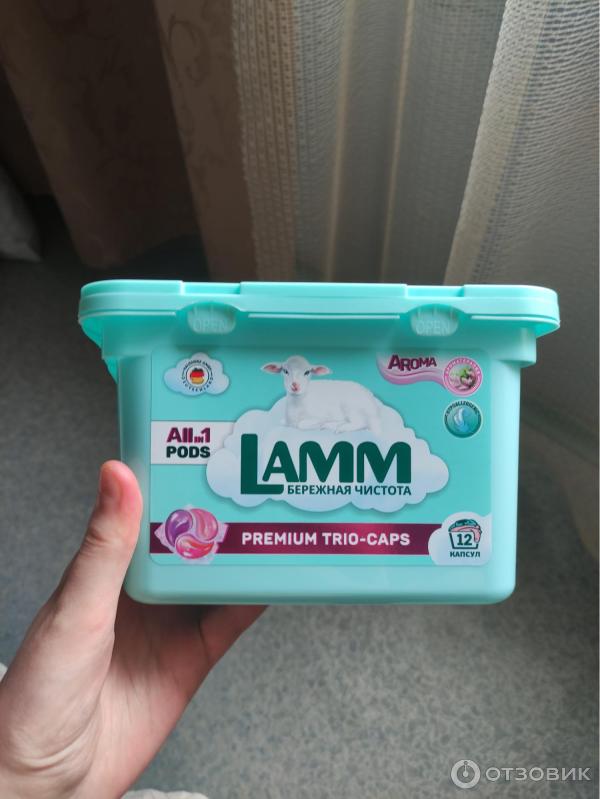 OPEN
OPEN
AROMA
All in 1
PODS
LAMM
БЕРЕЖНАЯ ЧИСТОТА
PREMIUM TRIO-CAPS
12
КАПСУЛ
ОТЗОВИК